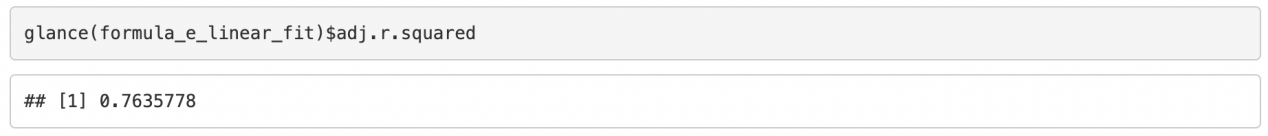 glance(formula_e_linear_fit)$adj.r.squared
## [1] 0.7635778